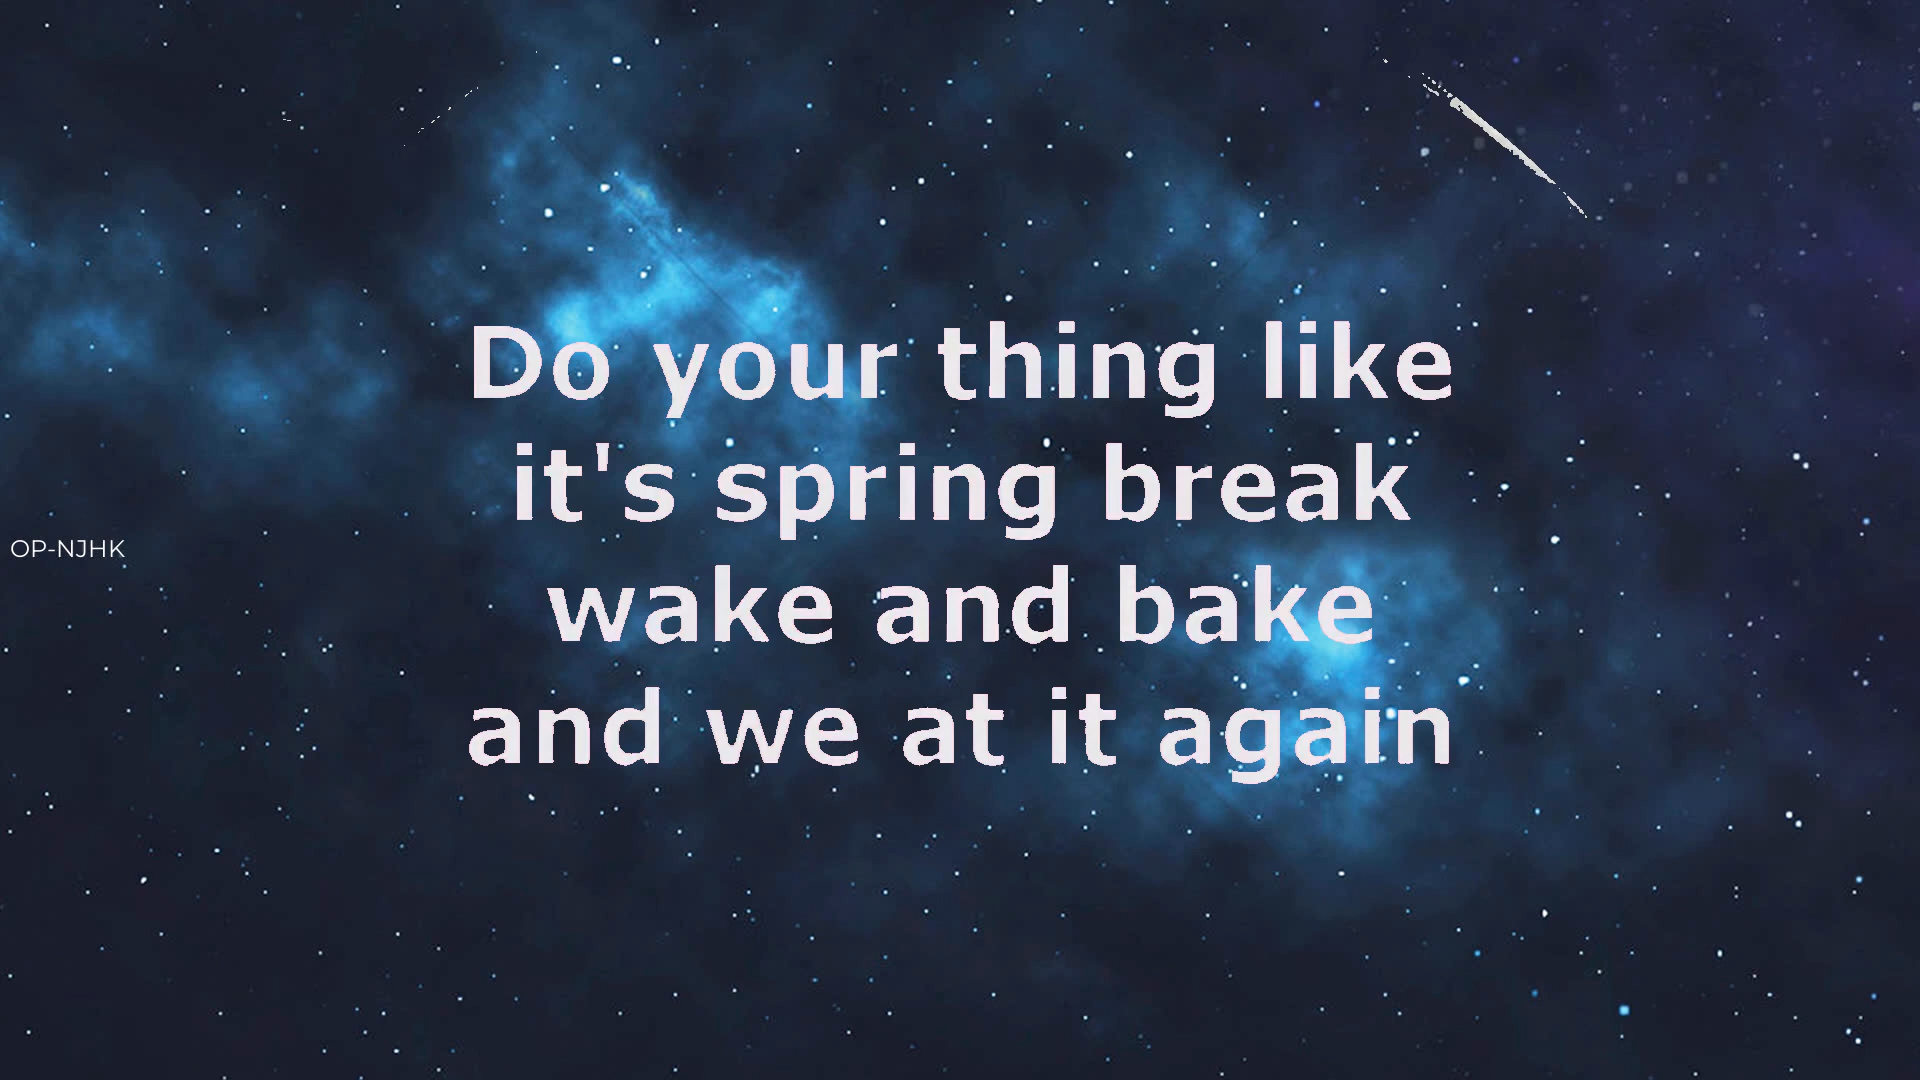 Do your thing like
it's spring break
OP-NJHK
wake and bake
and we at it again